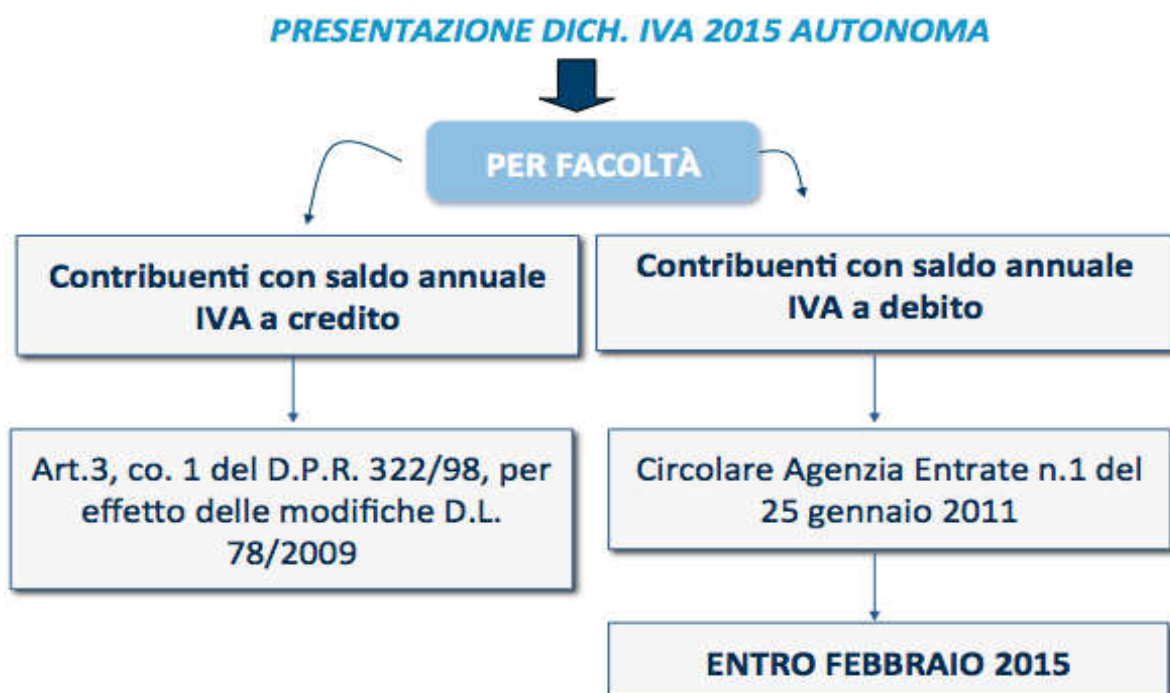 PRESENTAZIONE DICH. IVA 2015 AUTONOMA
PER FACOLTÀ
Contribuenti con saldo annuale
IVA a credito
Contribuenti con saldo annuale
IVA a debito
Art.3, co. 1 del D.P.R. 322/98, per
effetto delle modifiche D.L.
78/2009
Circolare Agenzia Entrate n.1 del
25 gennaio 2011
ENTRO FEBBRAIO 2015